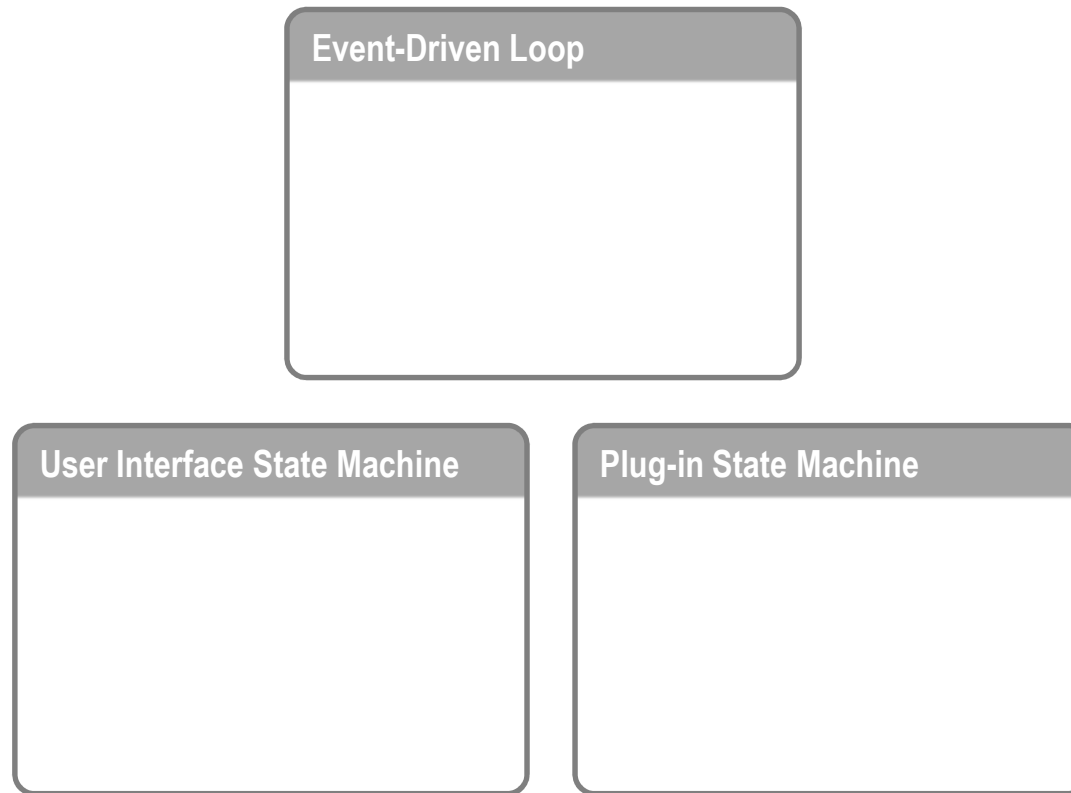 Event-Driven Loop
User Interface State Machine
Plug-in State Machine